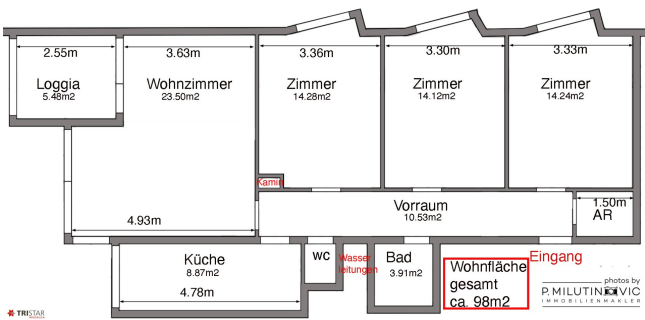 2.55m
3.63m
3.36m
3.30m
3.33m
Loggia
5.48m2
Wohnzimmer
23.50m2
Zimmer
14.28m2
Zimmer
14.12m2
Zimmer
14.24m2
Kamin
Vorraum
10.53m2
1.50m
AR
4.93m
Küche
8.87m2
4.78m
WC
Wasser
leitungen
Bad
3.91m2
Eingang
Wohnfläche
gesamt
ca. 98m2
photos by
P.MILUTINOVIC
IMMOBILIENMAKLER
TRISTAR